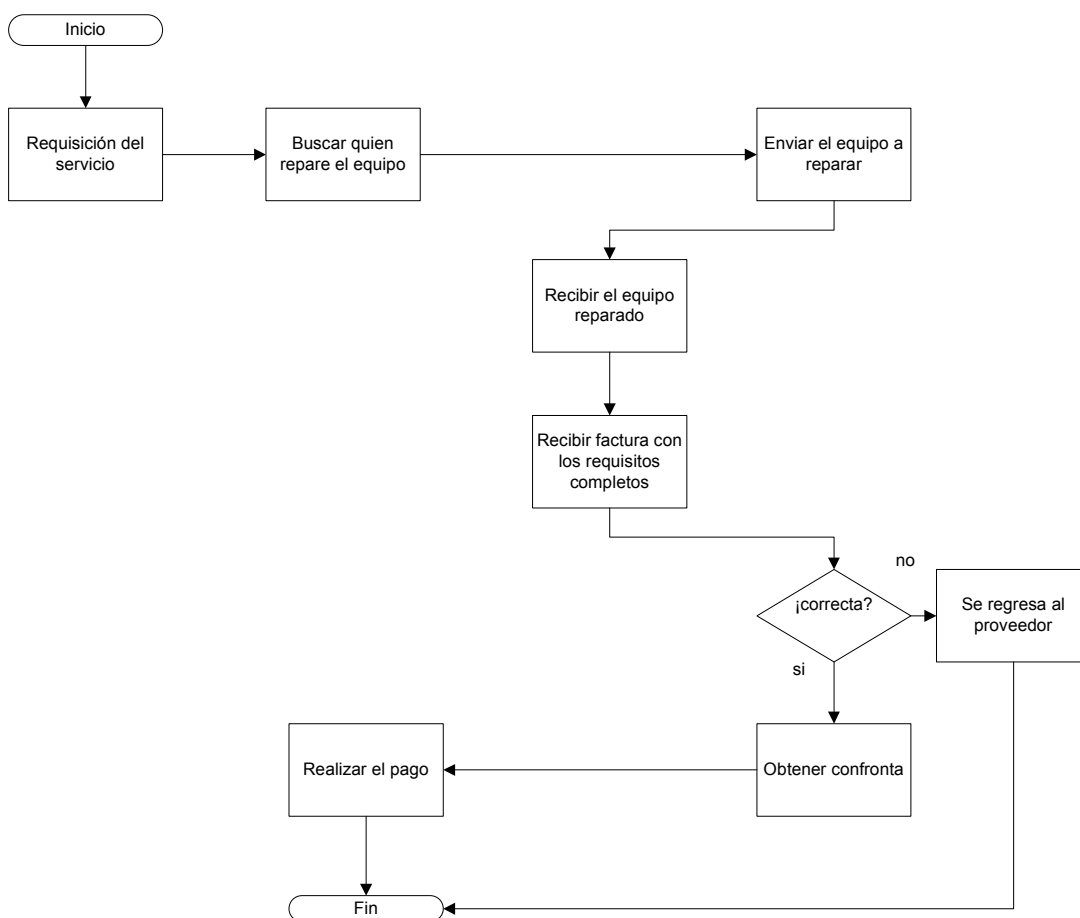 Inicio
Requisición del
servicio
Buscar quien
repare el equipo
Enviar el equipo a
reparar
Recibir el equipo
reparado
Recibir factura con
los requisitos
completos
¡correcta?
no
Se regresa al
proveedor
si
Realizar el pago
Obtener confronta
Fin